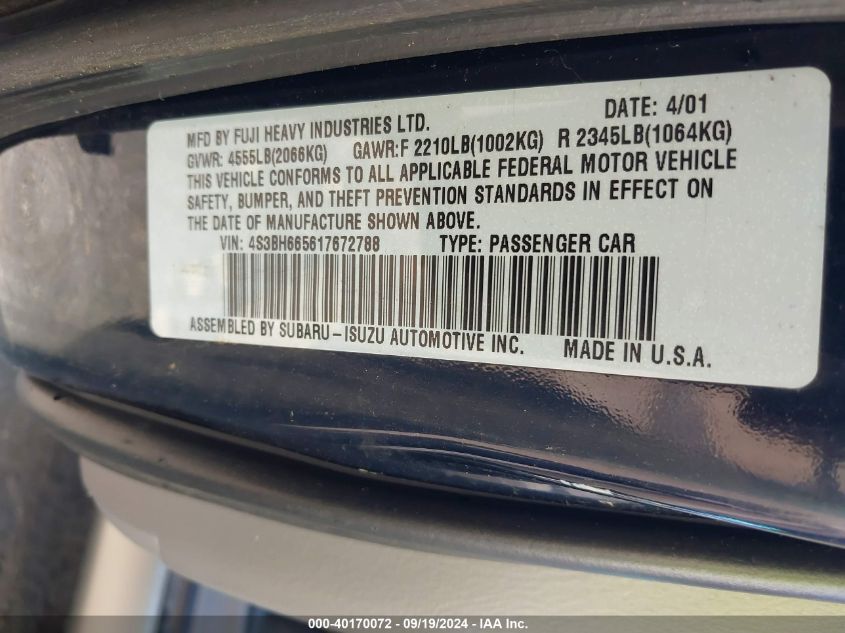 DATE: 4/01
MFD BY FUJI HEAVY INDUSTRIES LTD.
GVWR: 4555LB(2066KG) GAWR:F 2210LB(1002KG) R 2345LB(1064KG)
THIS VEHICLE CONFORMS TO ALL APPLICABLE FEDERAL MOTOR VEHICLE
SAFETY, BUMPER, AND THEFT PREVENTION STANDARDS IN EFFECT ON
THE DATE OF MANUFACTURE SHOWN ABOVE.
VIN: 4S3BH665617672788 TYPE: PASSENGER CAR
ASSEMBLED BY SUBARU-ISUZU AUTOMOTIVE INC. MADE IN U.S.A.
000-40170072 - 09/19/2024 - IAA Inc.